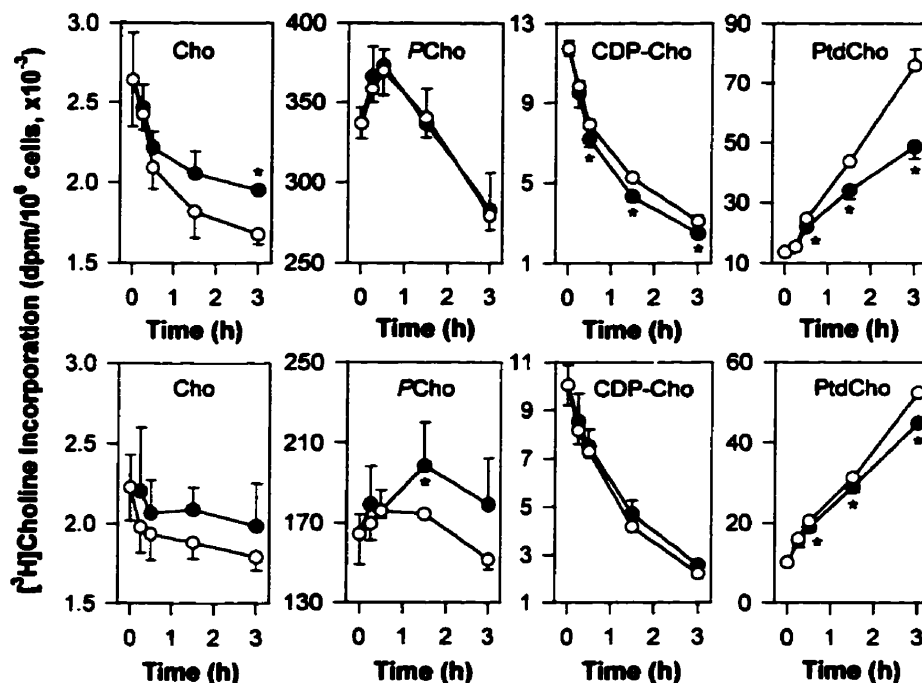 [³H]Choline Incorporation (dpm/10⁶ cells, x10⁻³)
Cho
PCho
CDP-Cho
PtdCho
3.0
2.5
2.0
1.5
400
350
300
250
13
9
5
1
90
70
50
30
10
0 1 2 3
0 1 2 3
0 1 2 3
0 1 2 3
Time (h)
Time (h)
Time (h)
Time (h)
Cho
PCho
CDP-Cho
PtdCho
3.0
2.5
2.0
1.5
250
210
170
130
11
9
7
5
3
1
60
40
20
0
0 1 2 3
0 1 2 3
0 1 2 3
0 1 2 3
Time (h)
Time (h)
Time (h)
Time (h)